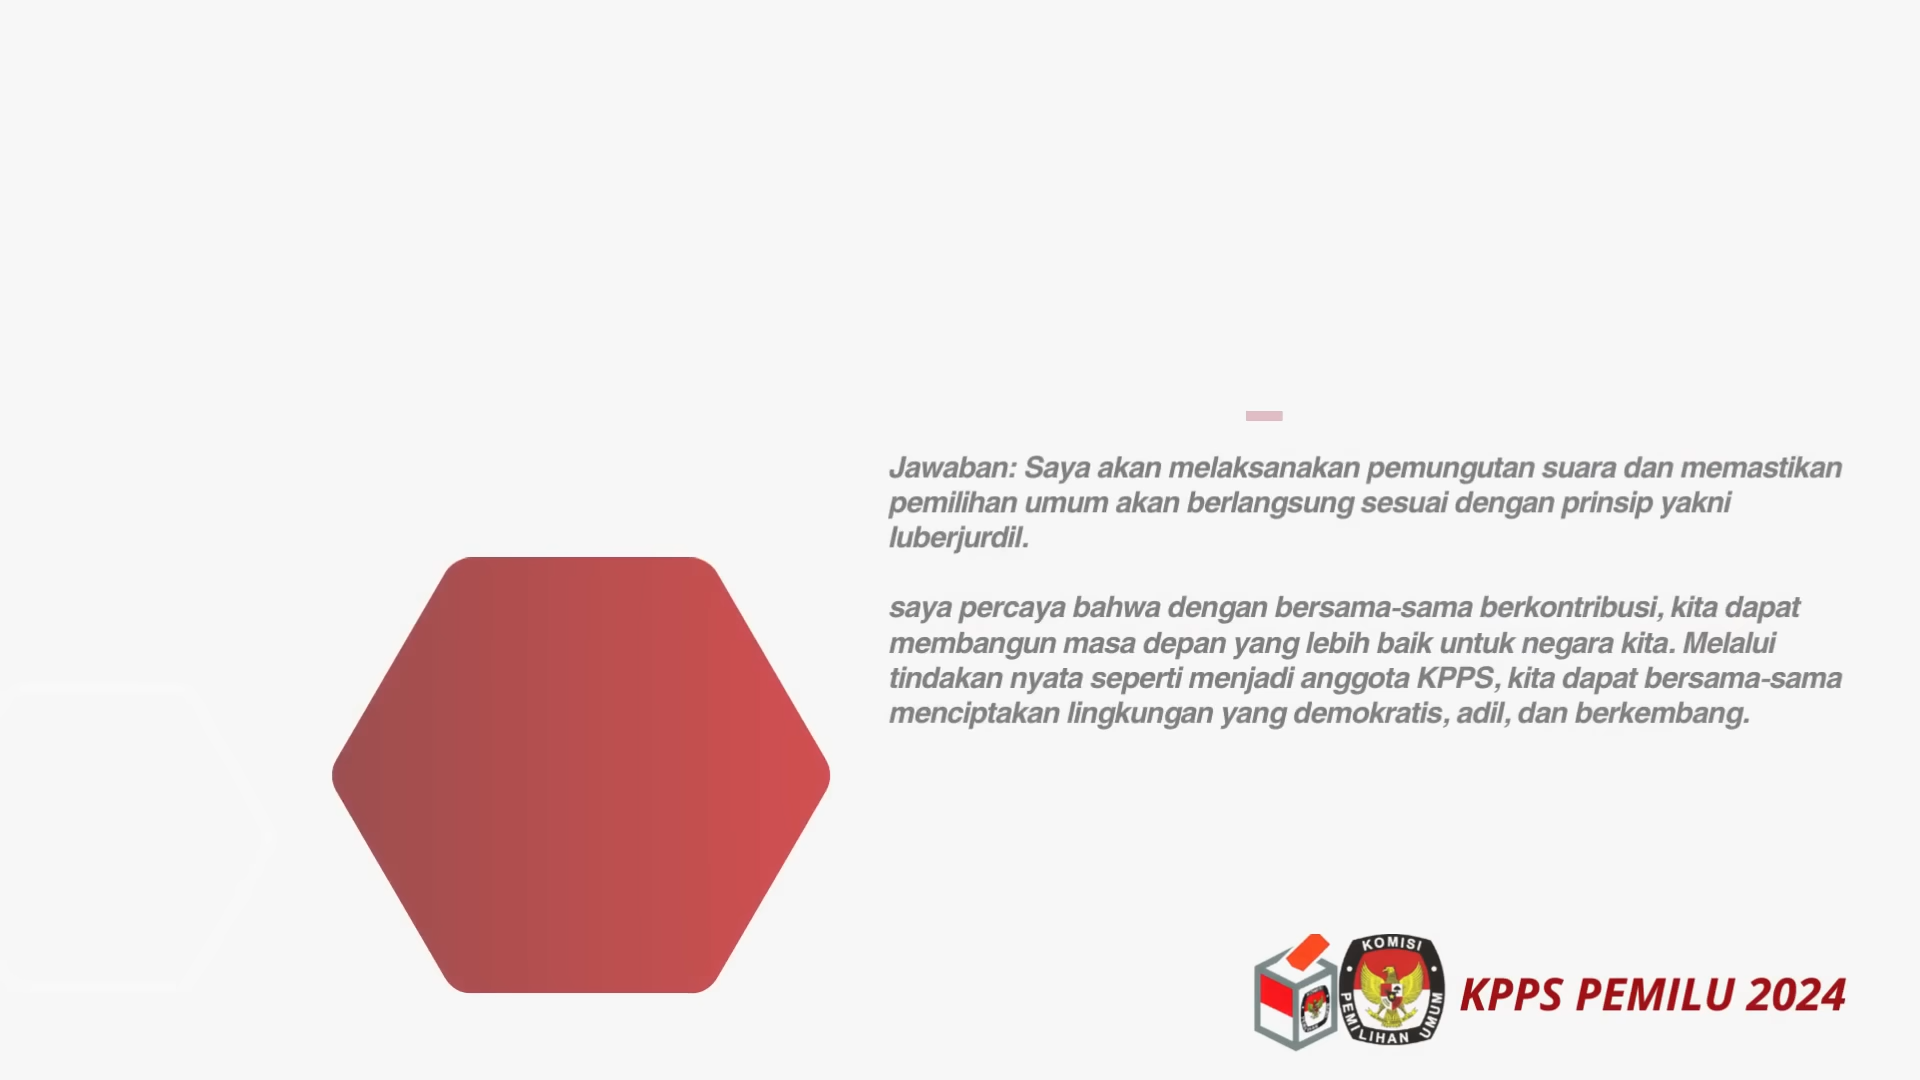 Jawaban: Saya akan melaksanakan pemungutan suara dan memastikan
pemilihan umum akan berlangsung sesuai dengan prinsip yakni
luberjurdil.
saya percaya bahwa dengan bersama-sama berkontribusi, kita dapat
membangun masa depan yang lebih baik untuk negara kita. Melalui
tindakan nyata seperti menjadi anggota KPPS, kita dapat bersama-sama
menciptakan lingkungan yang demokratis, adil, dan berkembang.
KOMISI
PEMILIHAN UMUM
KPPS PEMILU 2024